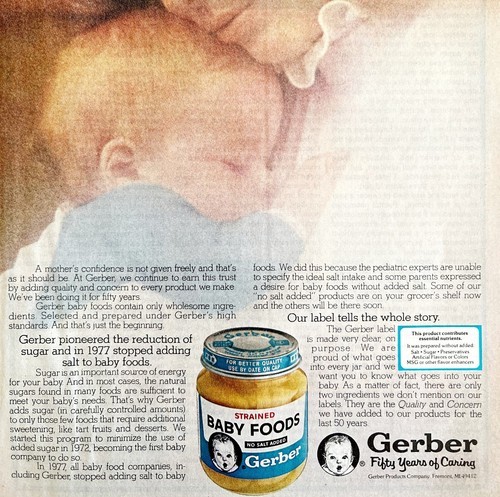 A mother's confidence is not given freely and that's
as it should be. At Gerber, we continue to earn this trust
by adding quality and concern to every product we make.
We've been doing it for fifty years.
Gerber baby foods contain only wholesome ingre-
dients. Selected and prepared under Gerber's high
standards. And that's just the beginning.
Gerber pioneered the reduction of
sugar and in 1977 stopped adding
salt to baby foods.
Sugar is an important source of energy
for your baby. And in most cases, the natural
sugars found in many foods are sufficient to
meet your baby's needs. That's why Gerber
adds sugar (in carefully controlled amounts)
to only those few foods that require additional
sweetening, like tart fruits and desserts. We
started this program to minimize the use of
added sugar in 1972, becoming the first baby
company to do so.
In 1977, all baby food companies, in-
cluding Gerber, stopped adding salt to baby
foods. We did this because the pediatric experts are unable
to specify the ideal salt intake and some parents expressed
a desire for baby foods without added salt. Some of our
"no salt added" products are on your grocer's shelf now
and the others will be there soon.
Our label tells the whole story.
The Gerber label
is made very clear, on
purpose. We are
proud of what goes
into every jar and we
want you to know what goes into your
baby. As a matter of fact, there are only
two ingredients we don't mention on our
labels. They are the Quality and Concern
we have added to our products for the
last 50 years.
This product contributes
essential nutrients.
It was prepared without added:
Salt • Sugar • Preservatives
Artificial Flavors or Colors
MSG or other flavor enhancers
FOR BETTER QUALITY
USE BY DATE ON CAP
STRAINED
BABY FOODS
NO SALT ADDED
Gerber
Gerber
Fifty Years of Caring
Gerber Products Company, Fremont, MI 49412